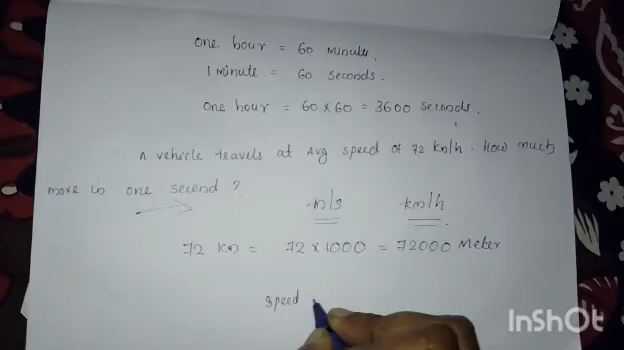 One hour = 60 minute.
1 minute = 60 seconds.
One hour = 60 × 60 = 3600 seconds.
A vehicle travels at Avg speed of 72 km/h. How much
move in one second?
m/s km/h
72 km = 72 × 1000 = 72000 Meter
speed
InShOt